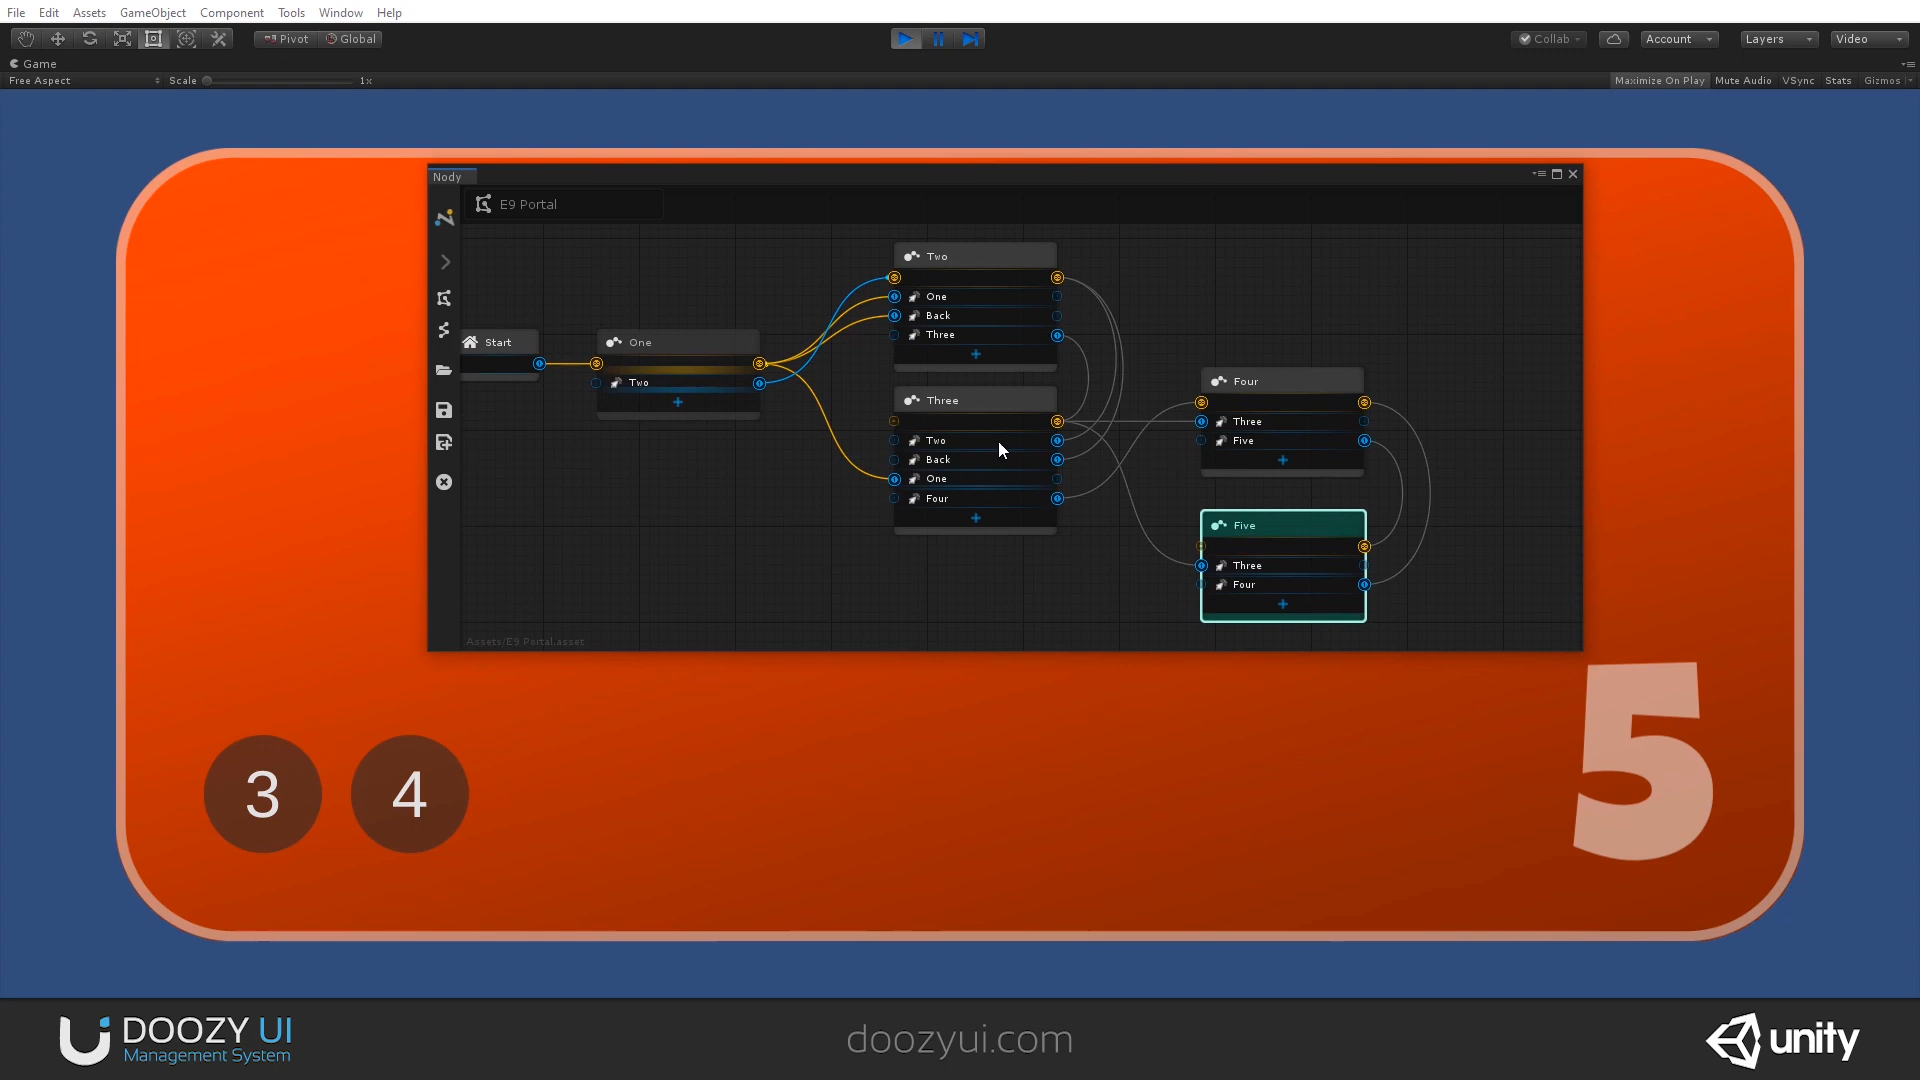 File Edit Assets GameObject Component Tools Window Help
Pivot Global Collab Account Layers Video
Game
Free Aspect Scale 1x Maximize On Play Mute Audio VSync Stats Gizmos
Nody
E9 Portal
Start
One
Two
Two
One
Back
Three
Three
Two
Back
One
Four
Four
Three
Five
Five
Three
Four
Assets/E9 Portal.asset
3 4
5
DOOZY UI
Management System
doozyui.com
unity